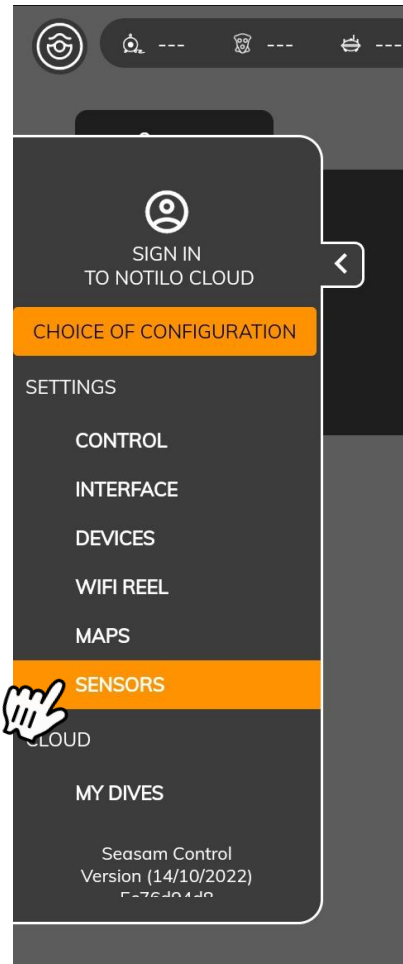 --- --- ---
SIGN IN
TO NOTILO CLOUD
CHOICE OF CONFIGURATION
SETTINGS
CONTROL
INTERFACE
DEVICES
WIFI REEL
MAPS
SENSORS
CLOUD
MY DIVES
Seasam Control
Version (14/10/2022)